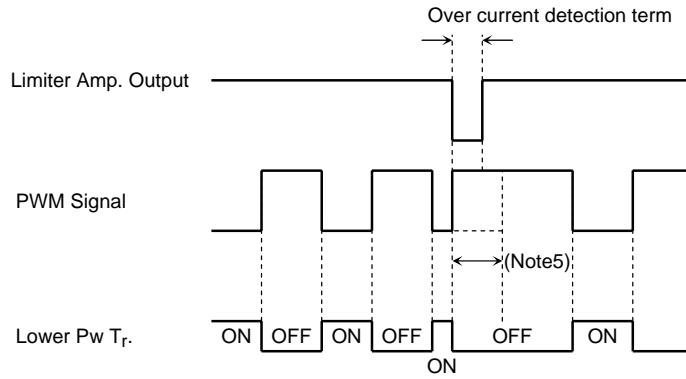 Over current detection term
Limiter Amp. Output
PWM Signal
(Note5)
Lower Pw Tr.
ON OFF ON OFF OFF ON
ON